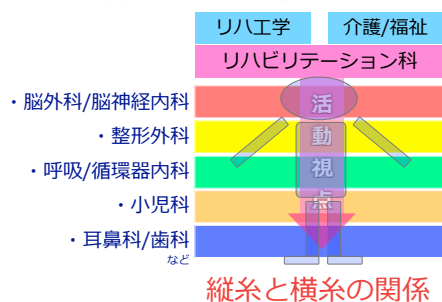 リハ工学 介護/福祉
リハビリテーション科
・脳外科/脳神経内科
・整形外科
・呼吸/循環器内科
・小児科
・耳鼻科/歯科
など
活
動
視
点
縦糸と横糸の関係